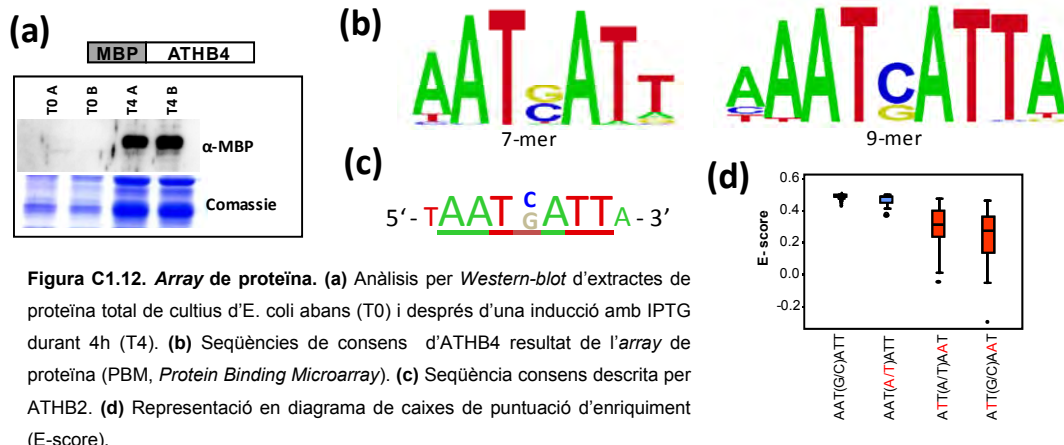 (a)
MBP ATHB4
T0 A
T0 B
T4 A
T4 B
α-MBP
Comassie
(b)
AATGATT
C
7-mer
AAATCATTA
G
9-mer
(c)
5‘ - TAATCATTA - 3’
G
(d)
E- score
0.6
0.4
0.2
0.0
-0.2
AAT(G/C)ATT
AAT(A/T)ATT
ATT(A/T)AAT
ATT(G/C)AAT
Figura C1.12. Array de proteïna. (a) Anàlisis per Western-blot d’extractes de
proteïna total de cultius d’E. coli abans (T0) i després d’una inducció amb IPTG
durant 4h (T4). (b) Seqüències de consens d’ATHB4 resultat de l’array de
proteïna (PBM, Protein Binding Microarray). (c) Seqüència consens descrita per
ATHB2. (d) Representació en diagrama de caixes de puntuació d’enriquiment
(E-score).